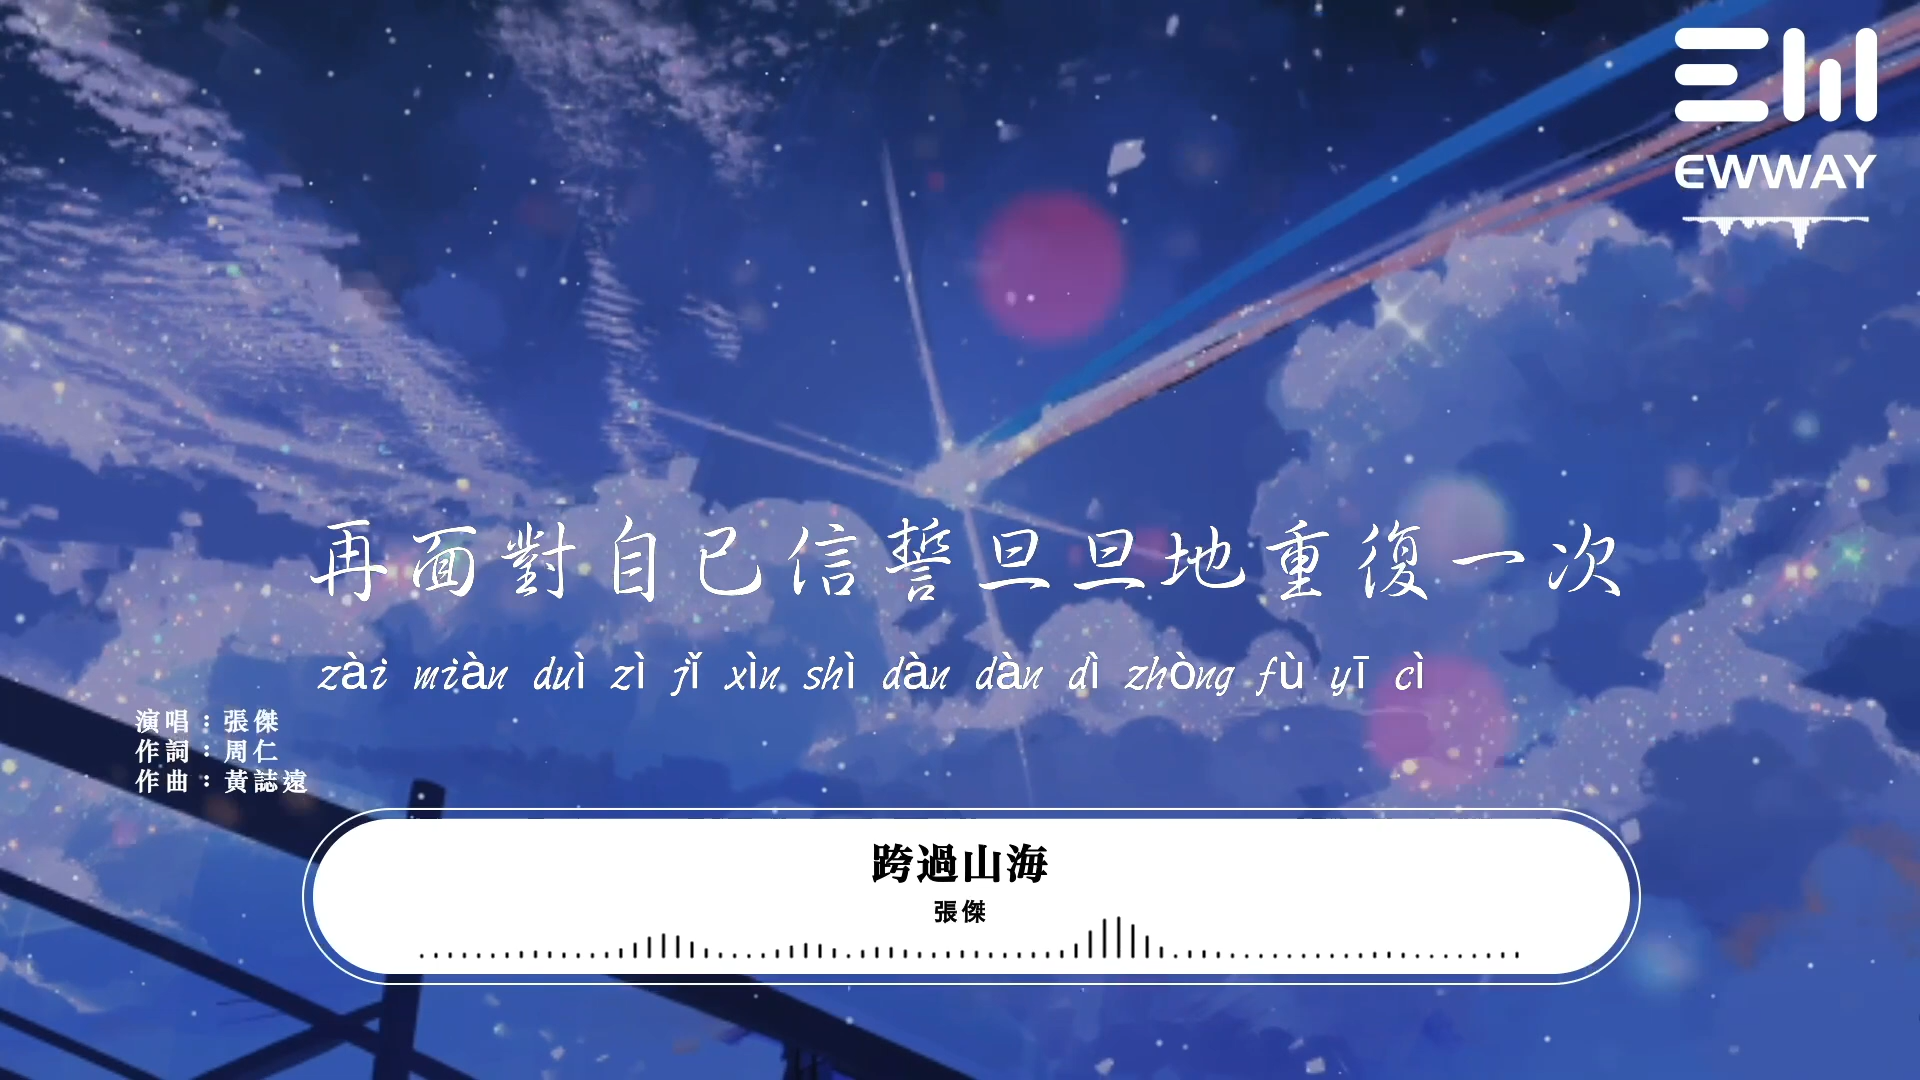 EW
EWWAY
再面對自己信誓旦旦地重復一次
zài miàn duì zì jǐ xìn shì dàn dàn dì zhòng fù yī cì
演唱：張傑
作詞：周仁
作曲：黃誌遠
跨過山海
張傑